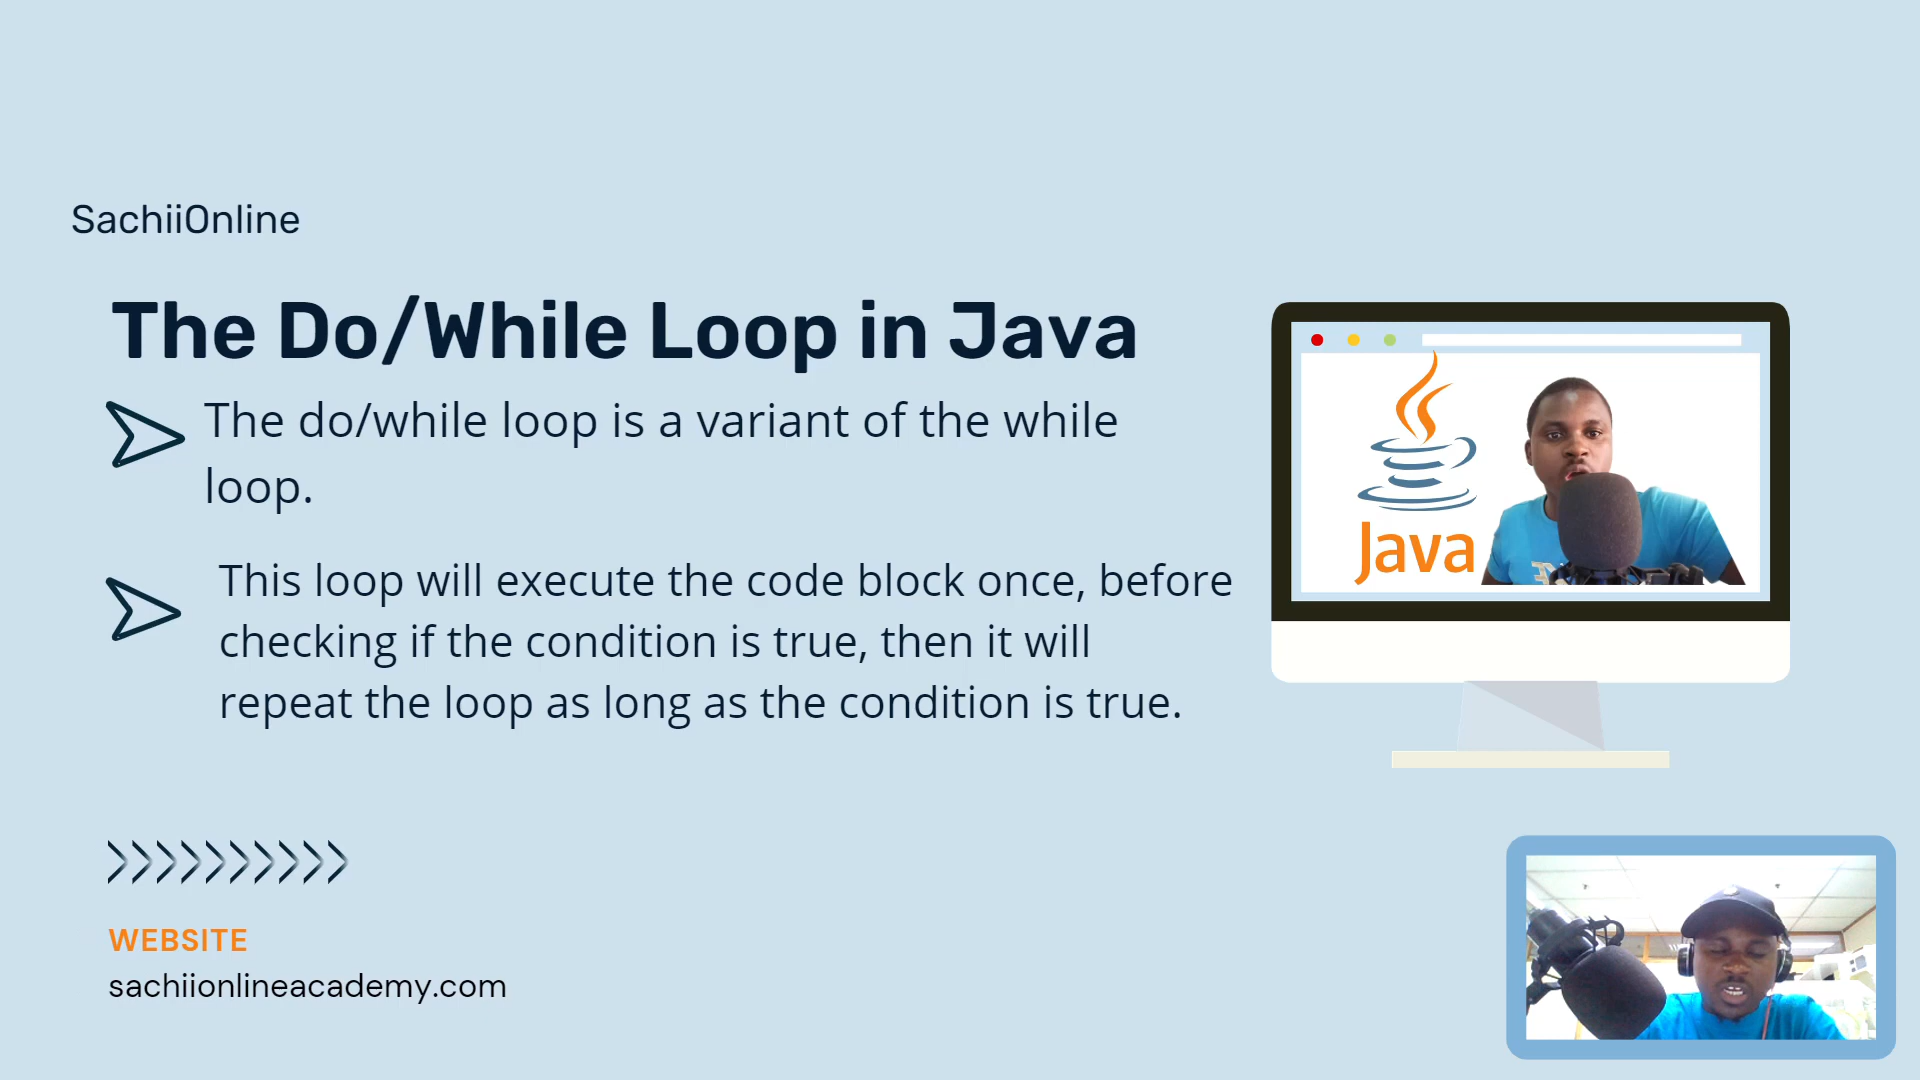 SachiiOnline
The Do/While Loop in Java
The do/while loop is a variant of the while
loop.
This loop will execute the code block once, before
checking if the condition is true, then it will
repeat the loop as long as the condition is true.
Java
WEBSITE
sachiionlineacademy.com